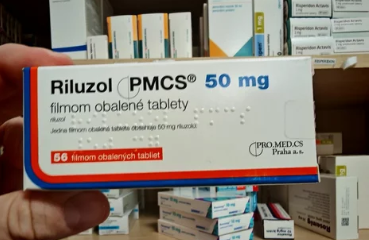 Riluzol PMCS® 50 mg
filmom obalené tablety
riluzol
Jedna filmom obalená tableta obsahuje 50 mg riluzolu.
56 filmom obalených tabliet
PRO.MED.CS
Praha a. s.